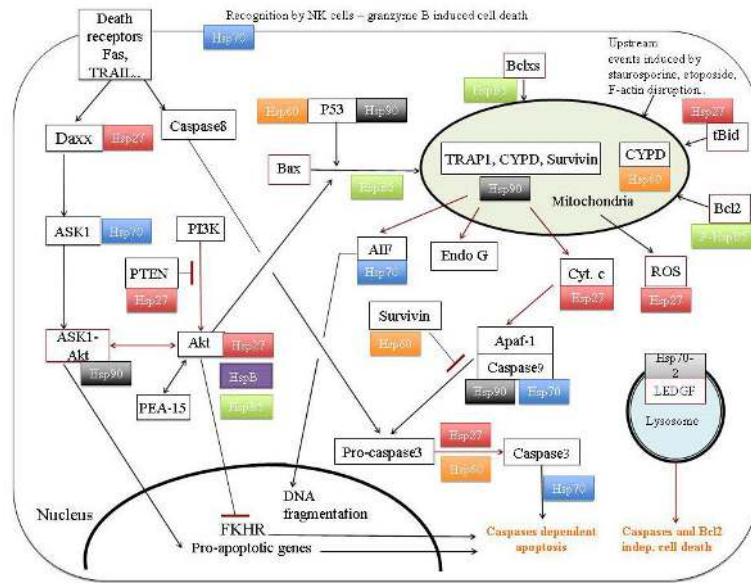 Recognition by NK cells – granzyme B induced cell death
Death
receptors
Fas,
TRAIL..
Hsp70
Daxx
Hsp27
Caspase8
Hsp60
P53
Hsp90
Bclxs
Upstream
events induced by
staurosporine, etoposide,
F-actin disruption..
Hsp27
tBid
Bax
TRAP1, CYPD, Survivin
Hsp90
CYPD
Hsp60
Mitochondria
Bcl2
ASK1
Hsp70
PI3K
PTEN
Hsp27
AIF
Hsp70
Endo G
Cyt. c
Hsp27
ROS
Hsp27
Survivin
Hsp60
Apaf-1
Caspase9
Hsp90
Hsp70
ASK1-
Akt
Hsp90
Akt
Hsp27
HspB
PEA-15
Hsp70-
2
LEDGF
Lysosome
Pro-caspase3
Hsp27
Hsp60
Caspase3
Hsp70
Nucleus
DNA
fragmentation
FKHR
Pro-apoptotic genes
Caspases dependent
apoptosis
Caspases and Bcl2
indep. cell death